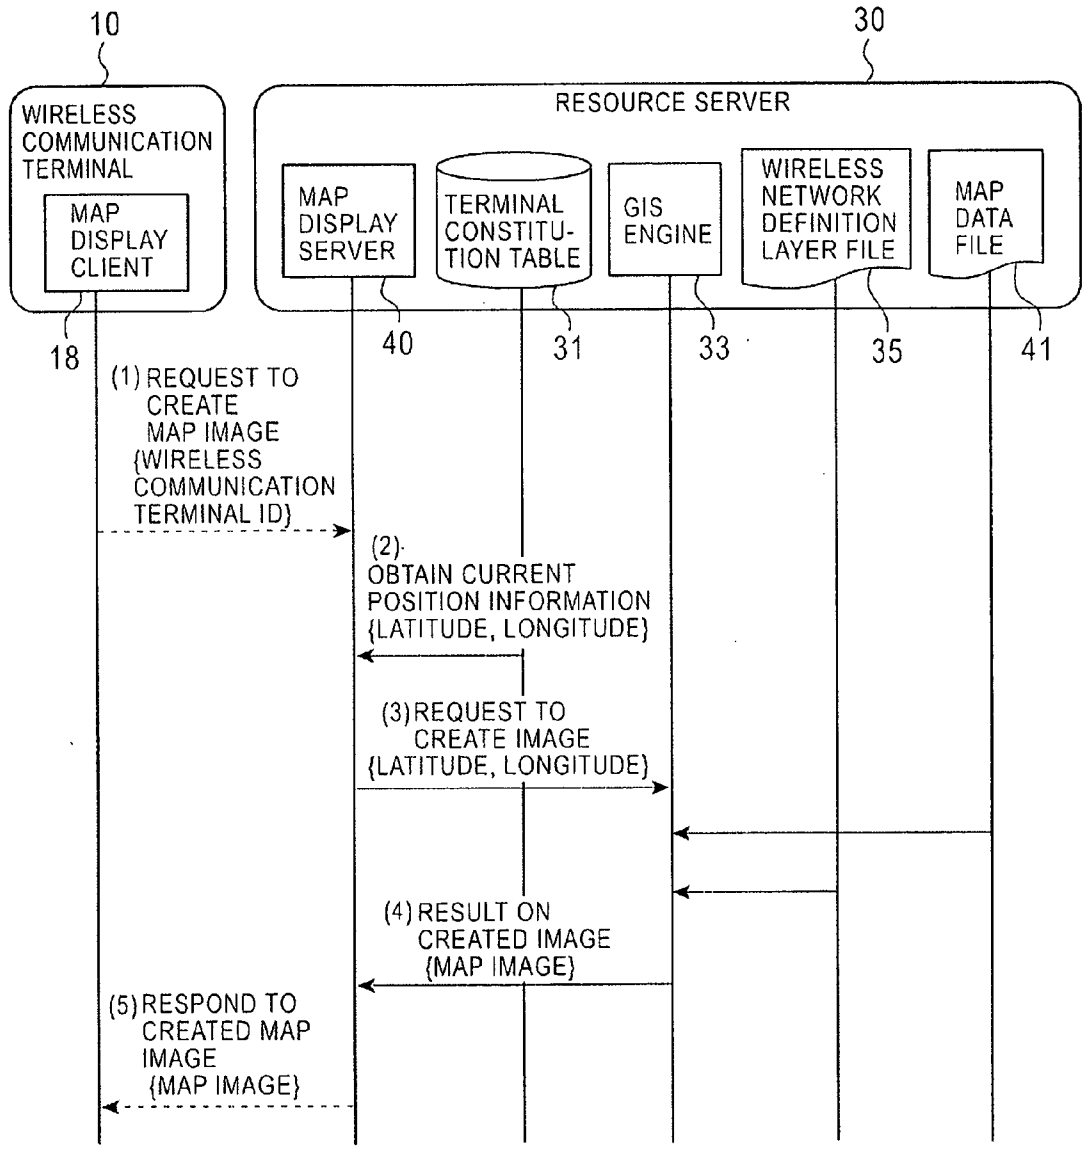 10
30
WIRELESS
COMMUNICATION
TERMINAL
MAP
DISPLAY
CLIENT
RESOURCE SERVER
MAP
DISPLAY
SERVER
TERMINAL
CONSTITU-
TION TABLE
GIS
ENGINE
WIRELESS
NETWORK
DEFINITION
LAYER FILE
MAP
DATA
FILE
18
40
31
33
35
41
(1) REQUEST TO
CREATE
MAP IMAGE
{WIRELESS
COMMUNICATION
TERMINAL ID}
(2)
OBTAIN CURRENT
POSITION INFORMATION
{LATITUDE, LONGITUDE}
(3) REQUEST TO
CREATE IMAGE
{LATITUDE, LONGITUDE}
(4) RESULT ON
CREATED IMAGE
{MAP IMAGE}
(5) RESPOND TO
CREATED MAP
IMAGE
{MAP IMAGE}